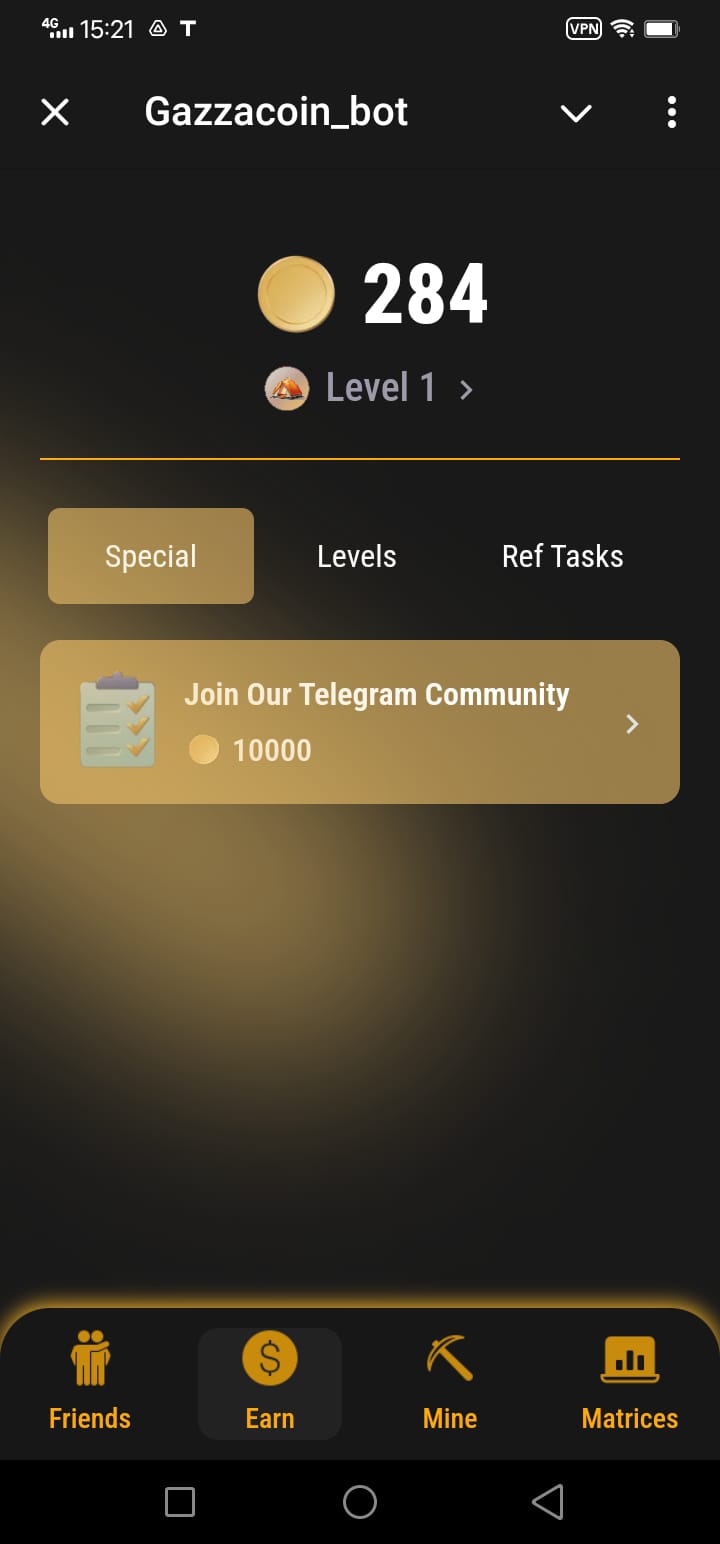 4G 15:21 T VPN
Gazzacoin_bot
284
Level 1
Special Levels Ref Tasks
Join Our Telegram Community
10000
$
Friends Earn Mine Matrices